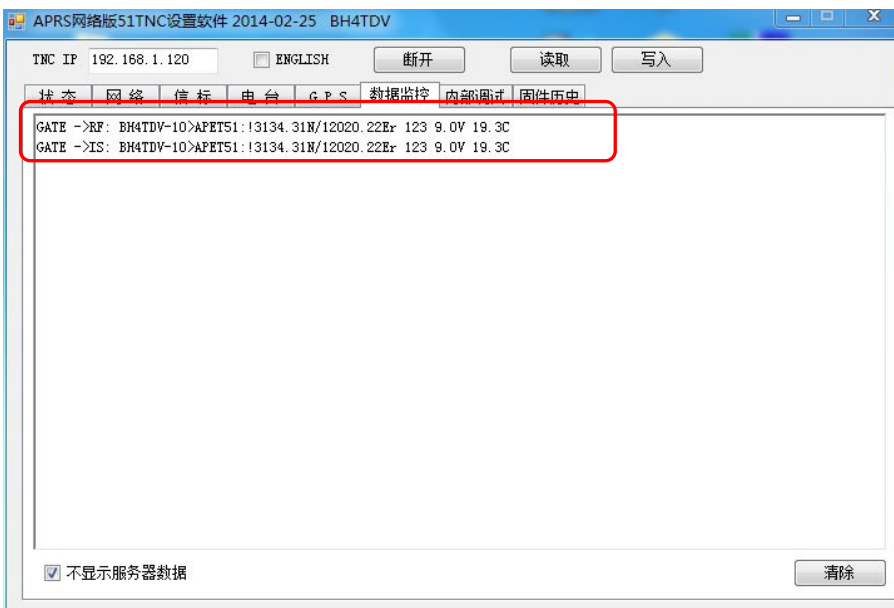 APRS网络版51TNC设置软件 2014-02-25 BH4TDV
TNC IP 192.168.1.120 ENGLISH 断开 读取 写入
状 态 网 络 信 标 电 台 G P S 数据监控 内部调试 固件历史
GATE ->RF: BH4TDV-10>APET51:!3134.31N/12020.22Er 123 9.0V 19.3C
GATE ->IS: BH4TDV-10>APET51:!3134.31N/12020.22Er 123 9.0V 19.3C
不显示服务器数据 清除